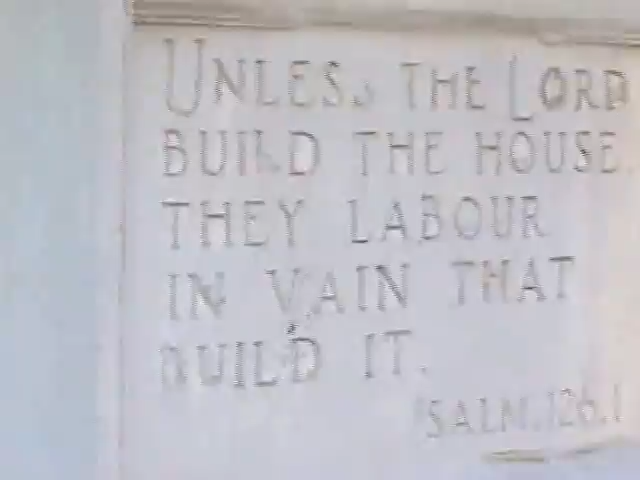 UNLESS THE LORD
BUILD THE HOUSE,
THEY LABOUR
IN VAIN THAT
BUILD IT.
PSALM.126.1